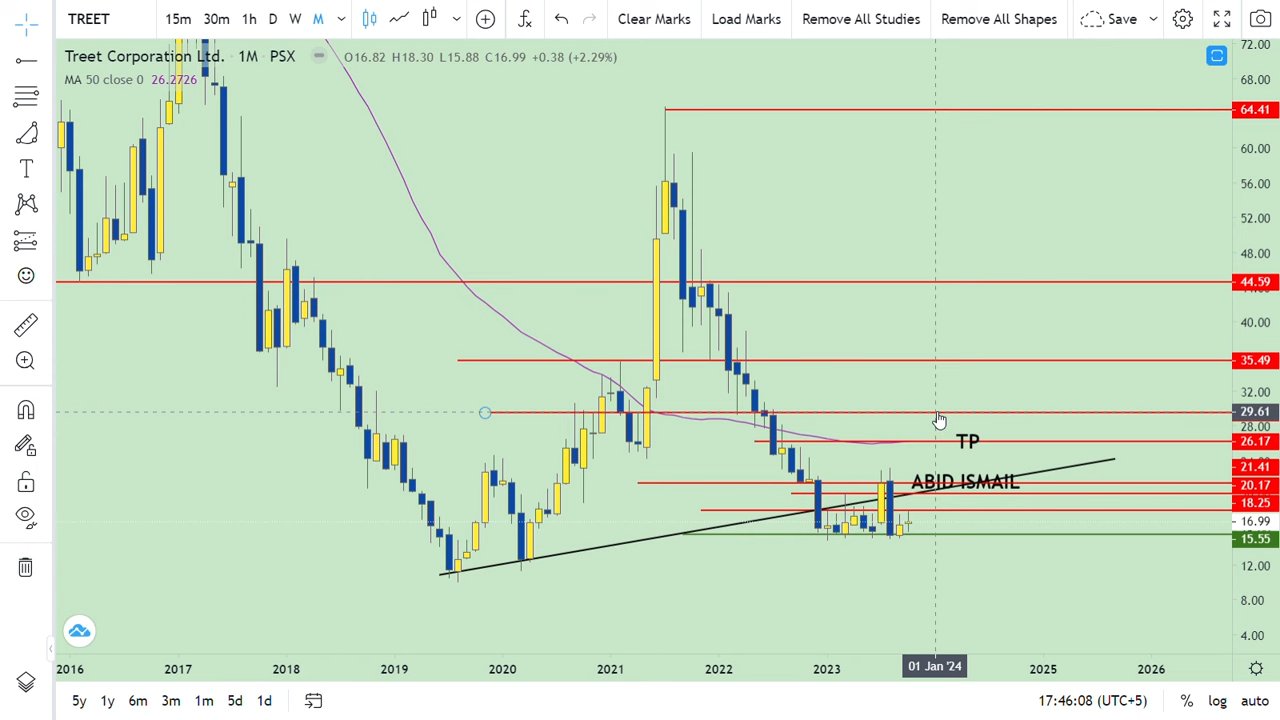 TREET 15m 30m 1h D W M Clear Marks Load Marks Remove All Studies Remove All Shapes Save
Treet Corporation Ltd. · 1M · PSX O16.82 H18.30 L15.88 C16.99 +0.38 (+2.29%)
MA 50 close 0 26.2726
72.00
68.00
64.41
60.00
56.00
52.00
48.00
44.59
40.00
35.49
32.00
29.61
28.00
TP 26.17
21.41
ABID ISMAIL 20.17
18.25
16.99
15.55
12.00
8.00
4.00
2016 2017 2018 2019 2020 2021 2022 2023 01 Jan '24 2025 2026
5y 1y 6m 3m 1m 5d 1d 17:46:08 (UTC+5) % log auto